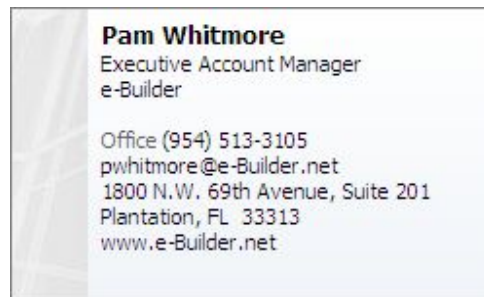 Pam Whitmore
Executive Account Manager
e-Builder
Office (954) 513-3105
pwhitmore@e-Builder.net
1800 N.W. 69th Avenue, Suite 201
Plantation, FL 33313
www.e-Builder.net